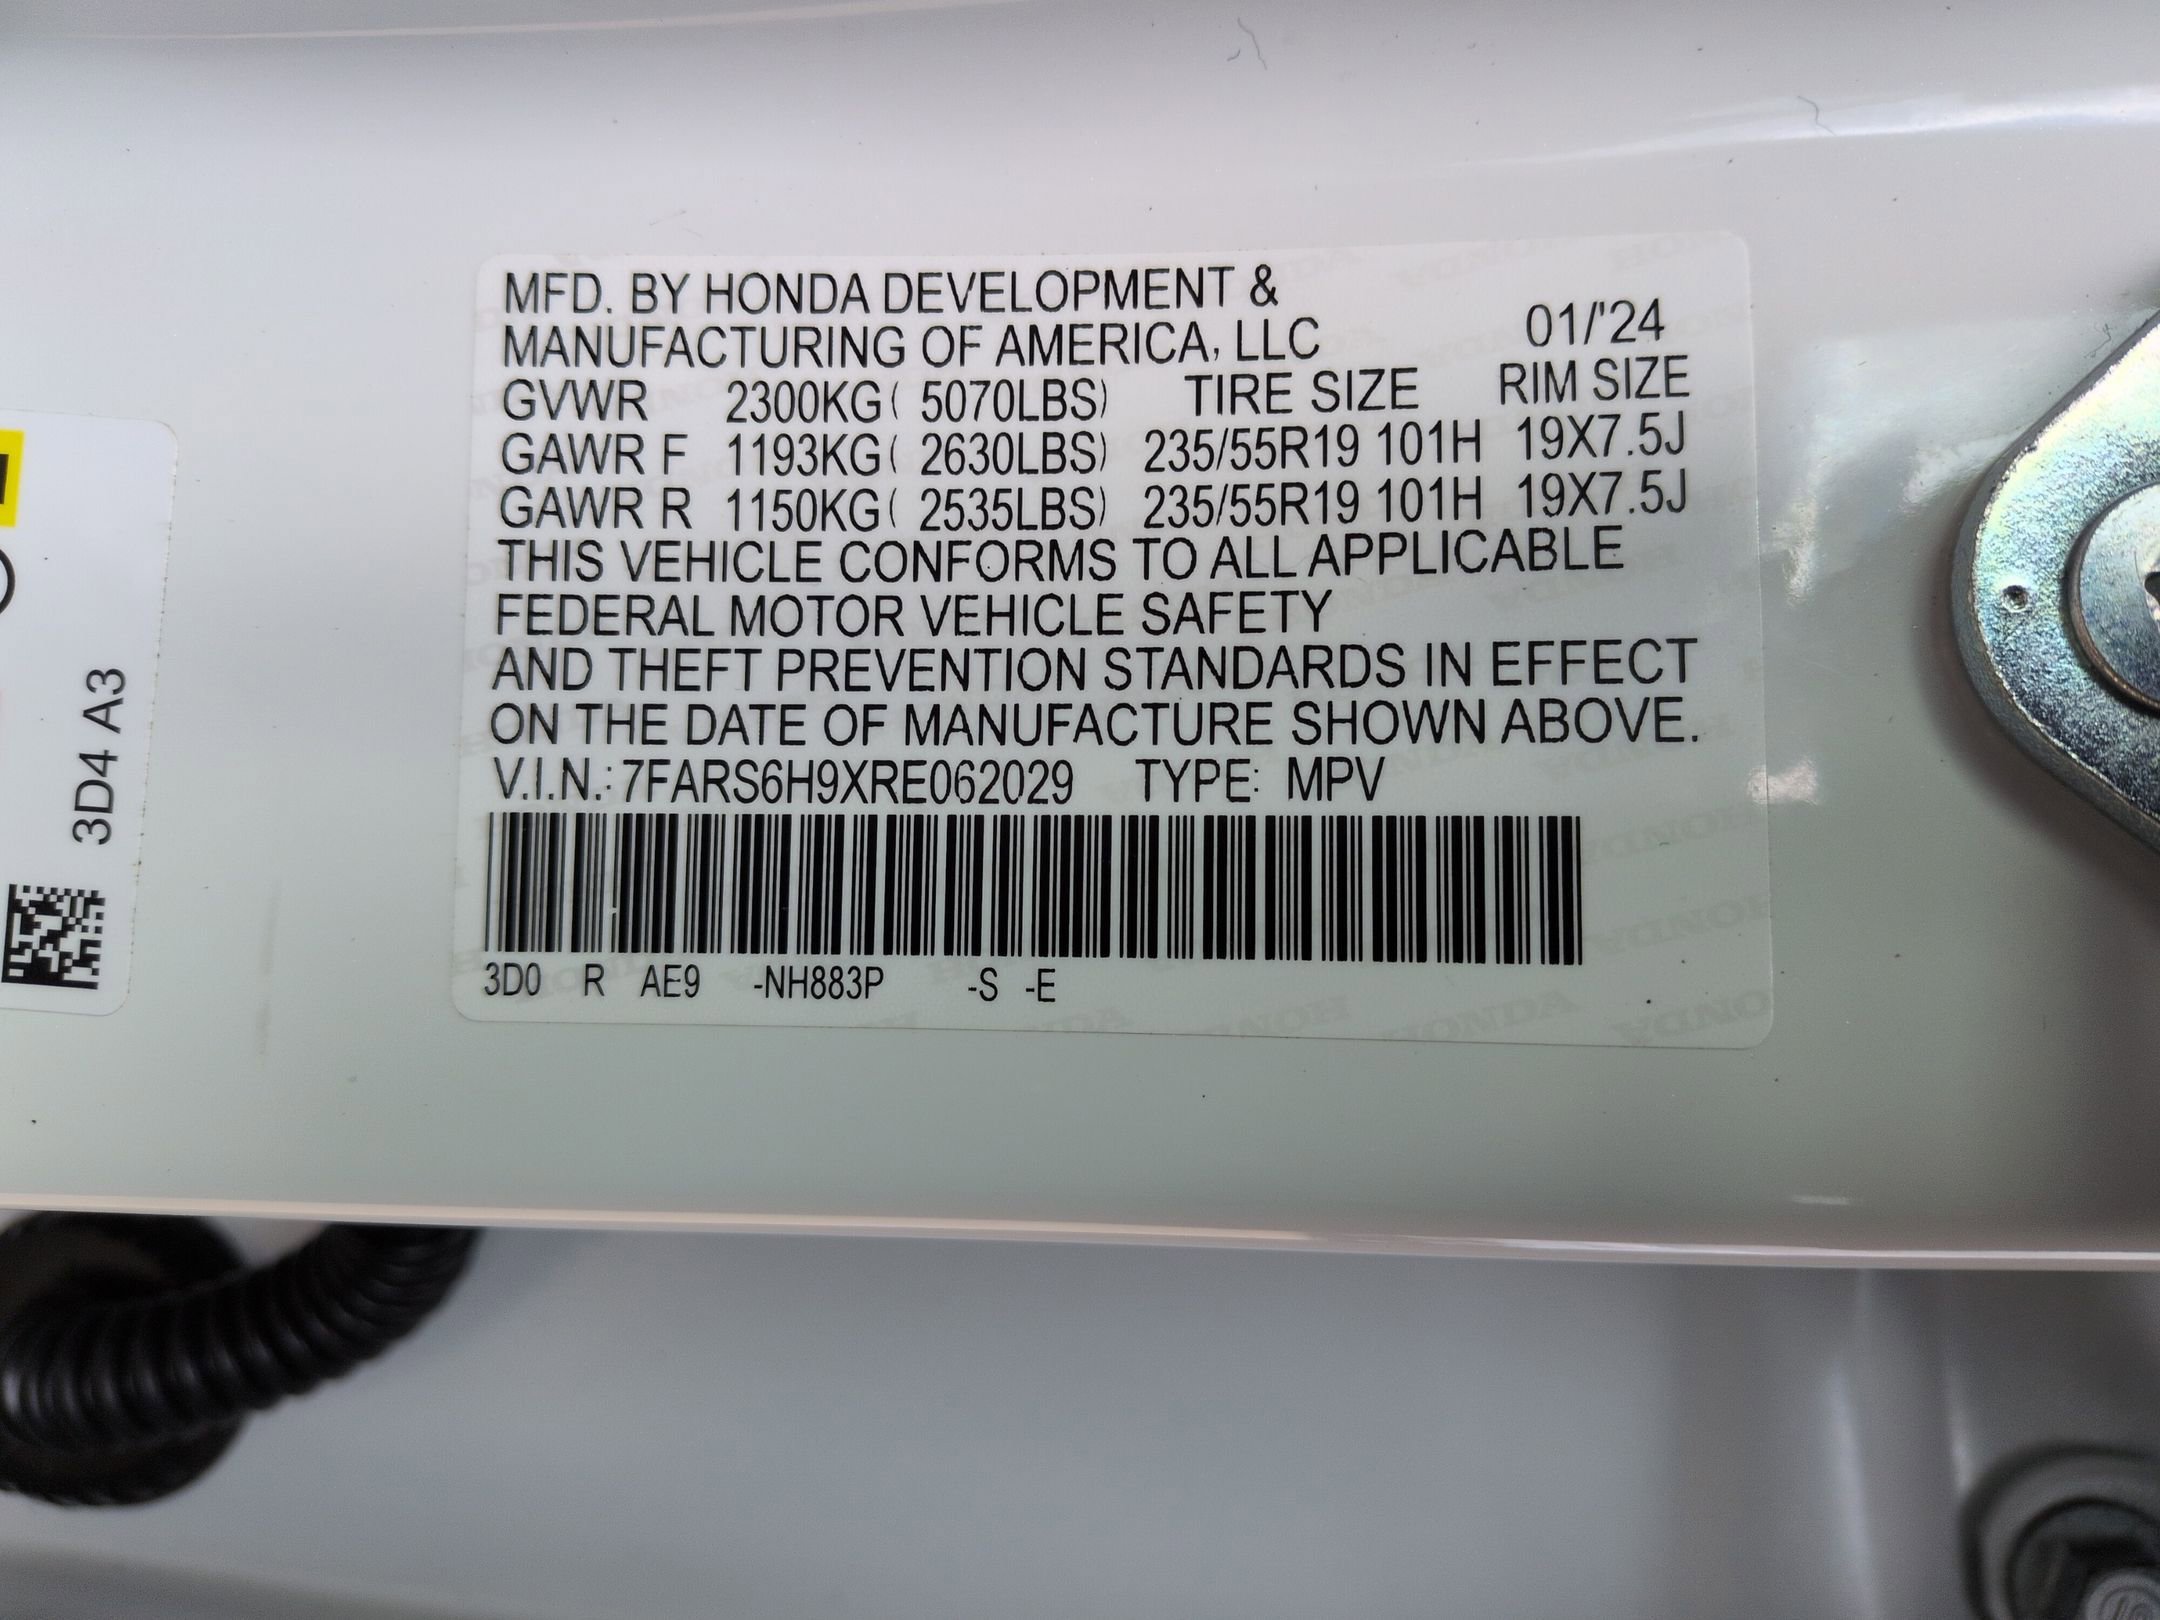 MFD. BY HONDA DEVELOPMENT &
MANUFACTURING OF AMERICA, LLC 01/'24
GVWR 2300KG( 5070LBS) TIRE SIZE RIM SIZE
GAWR F 1193KG( 2630LBS) 235/55R19 101H 19X7.5J
GAWR R 1150KG( 2535LBS) 235/55R19 101H 19X7.5J
THIS VEHICLE CONFORMS TO ALL APPLICABLE
FEDERAL MOTOR VEHICLE SAFETY
AND THEFT PREVENTION STANDARDS IN EFFECT
ON THE DATE OF MANUFACTURE SHOWN ABOVE.
V.I.N.: 7FARS6H9XRE062029 TYPE: MPV
3D0 R AE9 -NH883P -S -E
3D4 A3